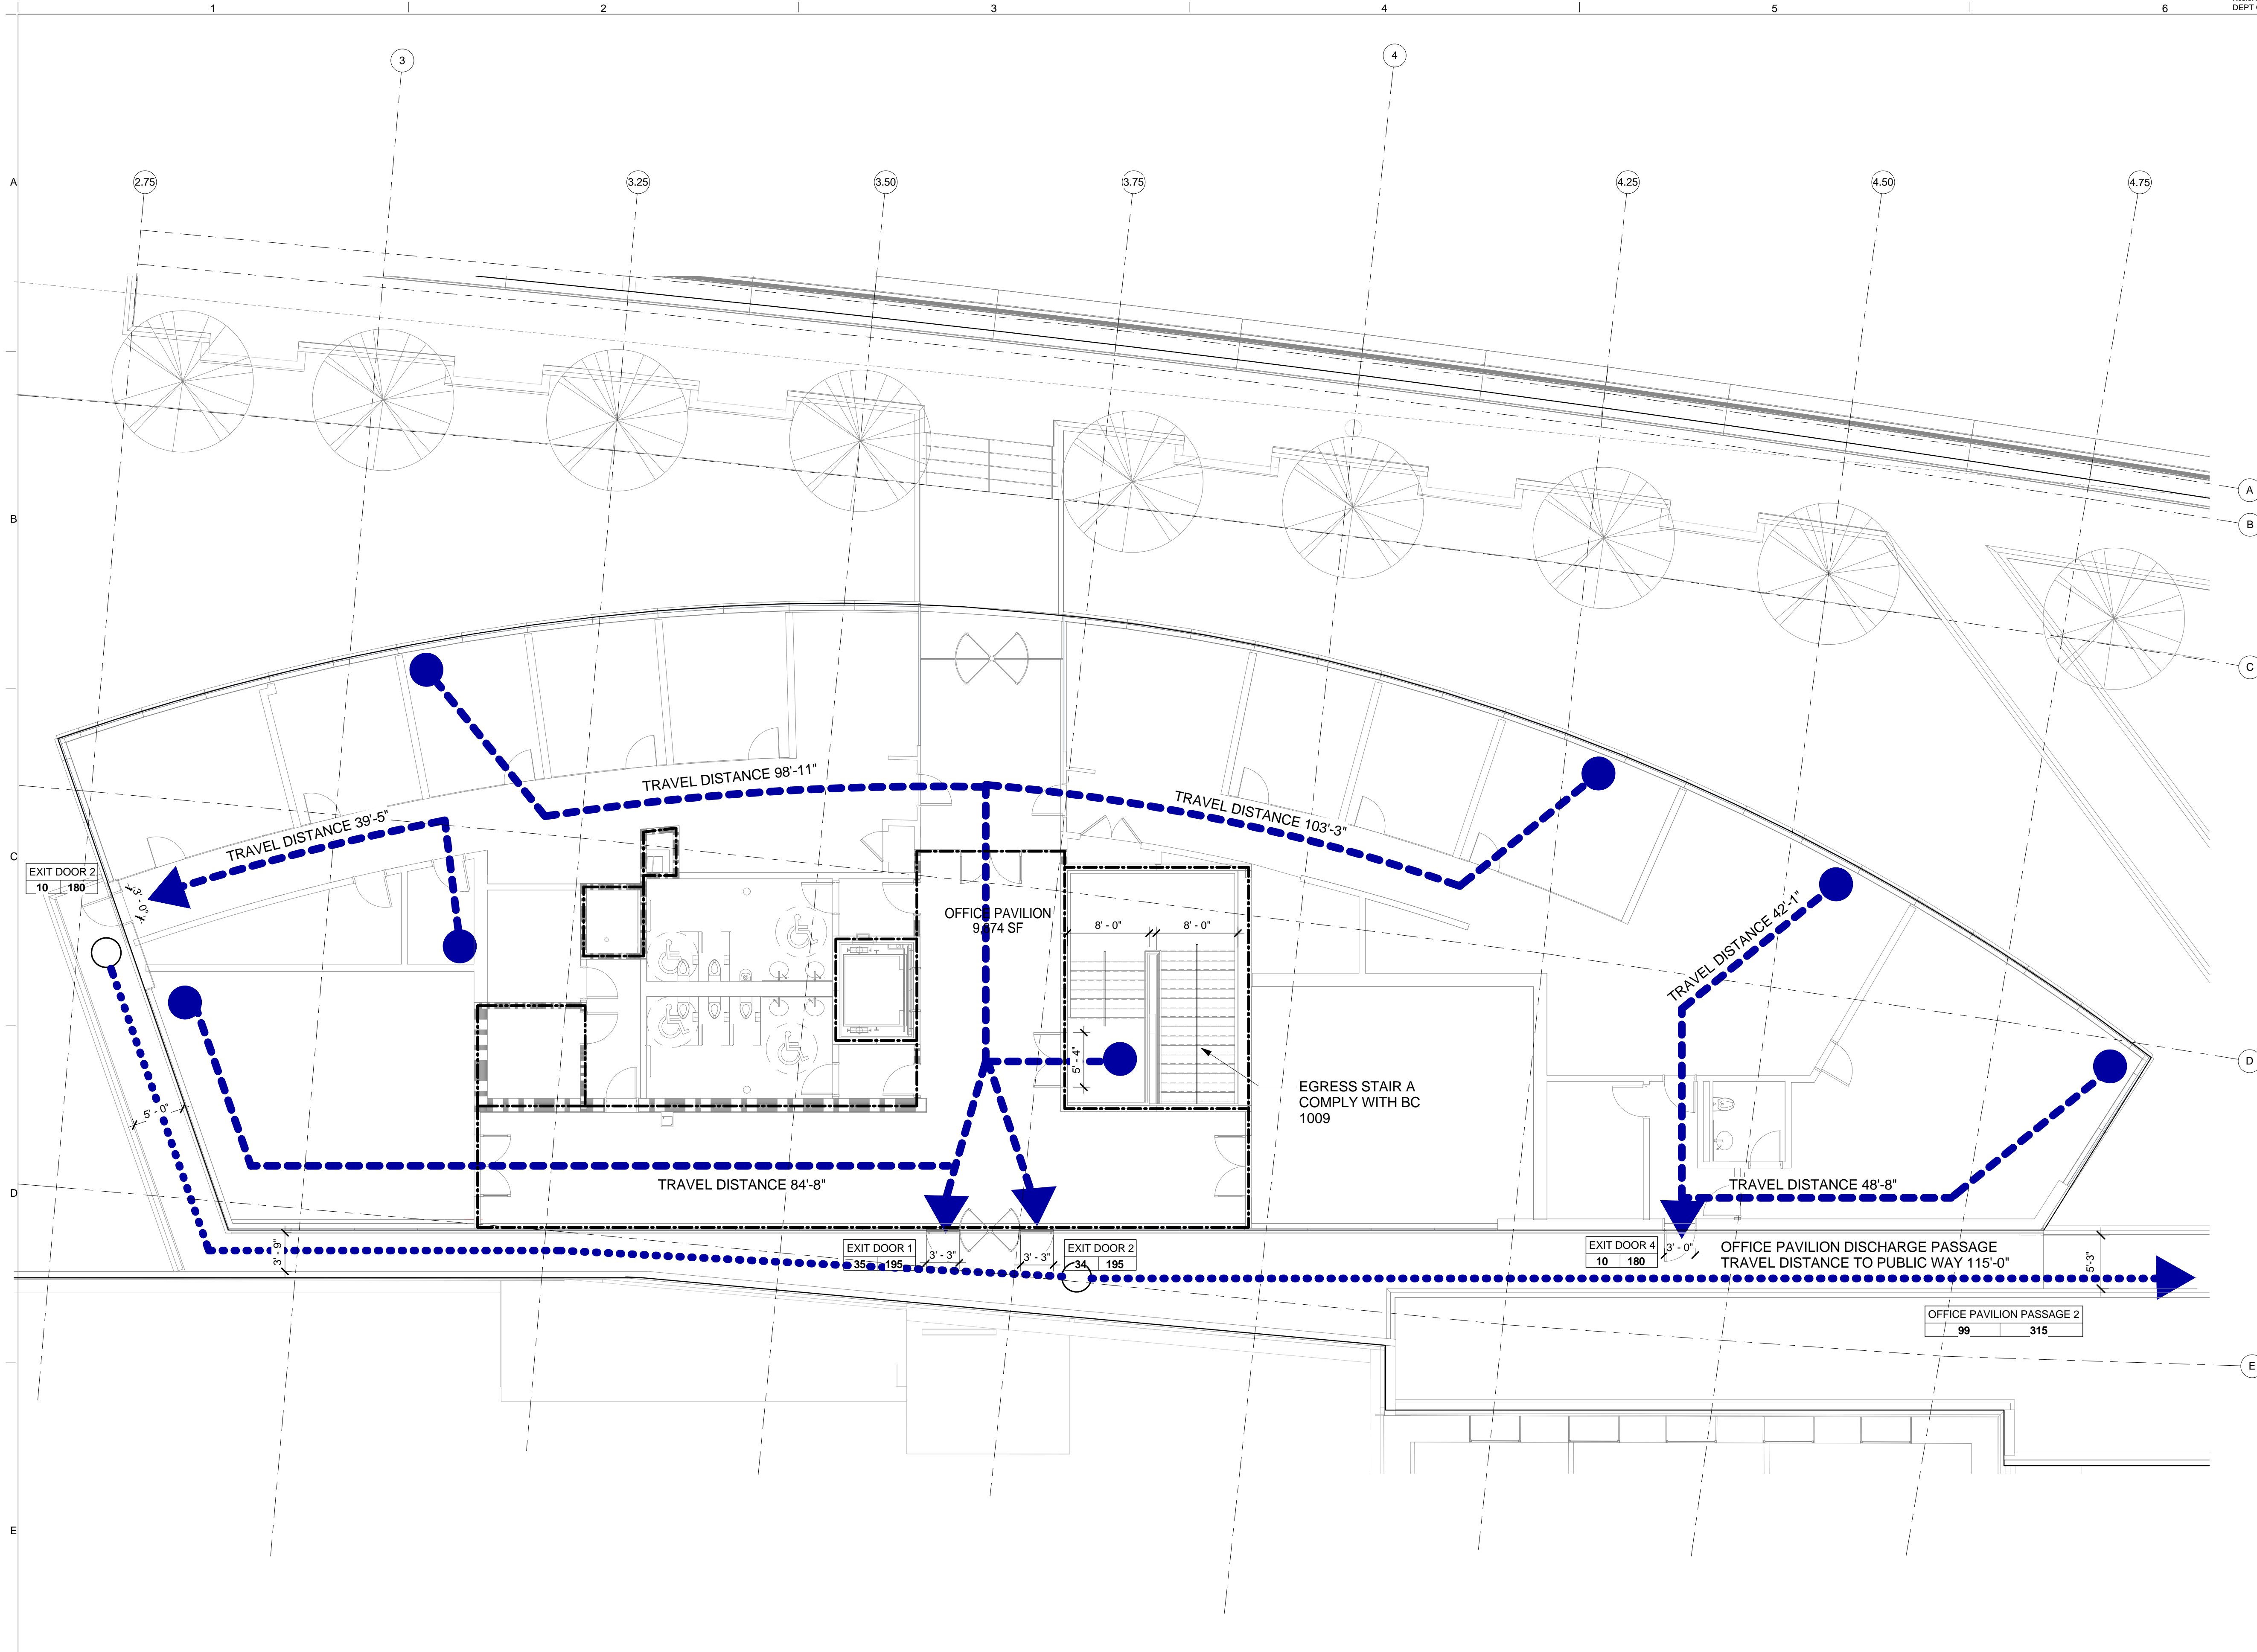 1 2 3 4 5 6
DEPT
3 4
2.75 3.25 3.50 3.75 4.25 4.50 4.75
A
A
B
B
C
TRAVEL DISTANCE 98'-11"
TRAVEL DISTANCE 103'-3"
TRAVEL DISTANCE 39'-5"
C
EXIT DOOR 2
10 180
3' - 0"
OFFICE PAVILION
SF
8' - 0" 8' - 0"
TRAVEL DISTANCE 42'-1"
5' - 4"
D
EGRESS STAIR A
COMPLY WITH BC
1009
5' - 0"
D
TRAVEL DISTANCE 84'-8"
TRAVEL DISTANCE 48'-8"
3' - 9"
EXIT DOOR 1
35 195
3' - 3" 3' - 3"
EXIT DOOR 2
34 195
EXIT DOOR 4
10 180
3' - 0"
OFFICE PAVILION DISCHARGE PASSAGE
TRAVEL DISTANCE TO PUBLIC WAY 115'-0"
5'-3"
OFFICE PAVILION PASSAGE 2
99 315
E
E